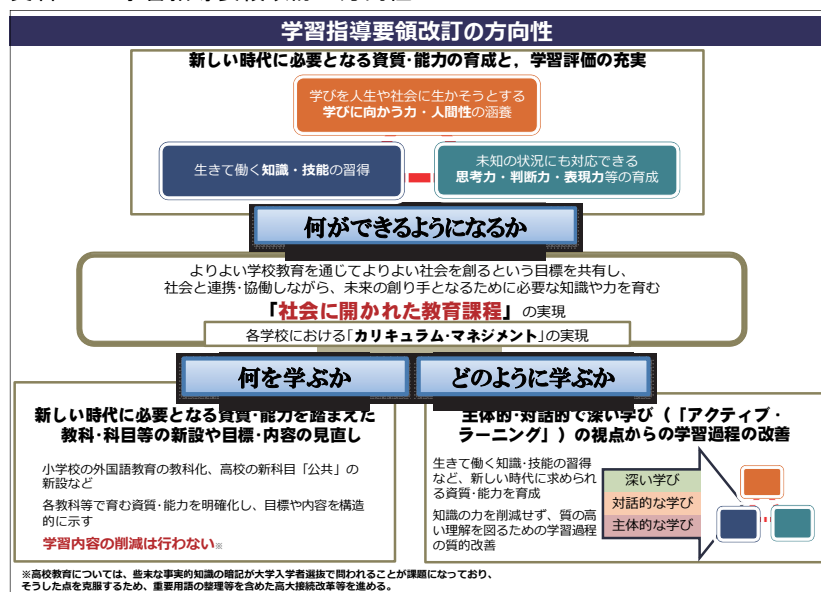 学習指導要領改訂の方向性
新しい時代に必要となる資質・能力の育成と，学習評価の充実
学びを人生や社会に生かそうとする
学びに向かう力・人間性の涵養
生きて働く知識・技能の習得
未知の状況にも対応できる
思考力・判断力・表現力等の育成
何ができるようになるか
よりよい学校教育を通じてよりよい社会を創るという目標を共有し、
社会と連携・協働しながら、未来の創り手となるために必要な知識や力を育む
「社会に開かれた教育課程」の実現
各学校における「カリキュラム・マネジメント」の実現
何を学ぶか
どのように学ぶか
新しい時代に必要となる資質・能力を踏まえた
教科・科目等の新設や目標・内容の見直し
小学校の外国語教育の教科化、高校の新科目「公共」の
新設など
各教科等で育む資質・能力を明確化し、目標や内容を構造
的に示す
学習内容の削減は行わない※
主体的・対話的で深い学び（「アクティブ・
ラーニング」）の視点からの学習過程の改善
生きて働く知識・技能の習得
など、新しい時代に求められ
る資質・能力を育成
知識の力を削減せず、質の高
い理解を図るための学習過程
の質的改善
深い学び
対話的な学び
主体的な学び
※高校教育については、些末な事実的知識の暗記が大学入学者選抜で問われることが課題になっており、
そうした点を克服するため、重要用語の整理等を含めた高大接続改革等を進める。